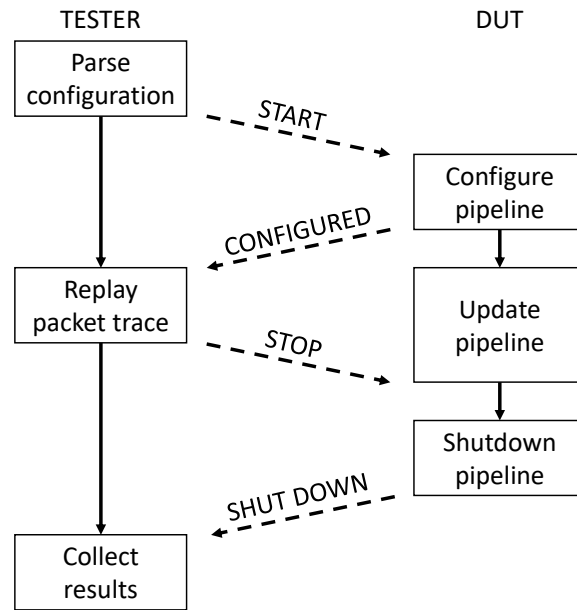 TESTER
DUT
Parse
configuration
START
Configure
pipeline
CONFIGURED
Replay
packet trace
Update
pipeline
STOP
Shutdown
pipeline
SHUT DOWN
Collect
results